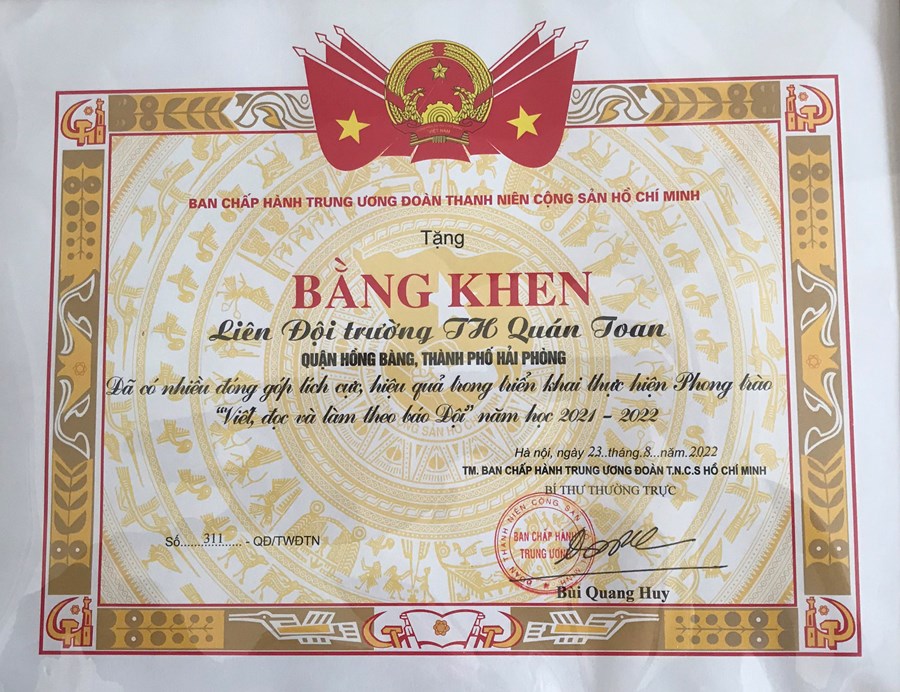 BAN CHẤP HÀNH TRUNG ƯƠNG ĐOÀN THANH NIÊN CỘNG SẢN HỒ CHÍ MINH
Tặng
BẰNG KHEN
Liên Đội trường TH Quán Toan
QUẬN HỒNG BÀNG, THÀNH PHỐ HẢI PHÒNG
Đã có nhiều đóng góp tích cực, hiệu quả trong triển khai thực hiện Phong trào
"Viết, đọc và làm theo báo Đội" năm học 2021 - 2022
Hà nội, ngày 23..tháng..8...năm..2022
TM. BAN CHẤP HÀNH TRUNG ƯƠNG ĐOÀN T.N.C.S HỒ CHÍ MINH
BÍ THƯ THƯỜNG TRỰC
Số......311...... - QĐ/TWĐTN
BAN CHẤP HÀNH
TRUNG ƯƠNG
Bùi Quang Huy